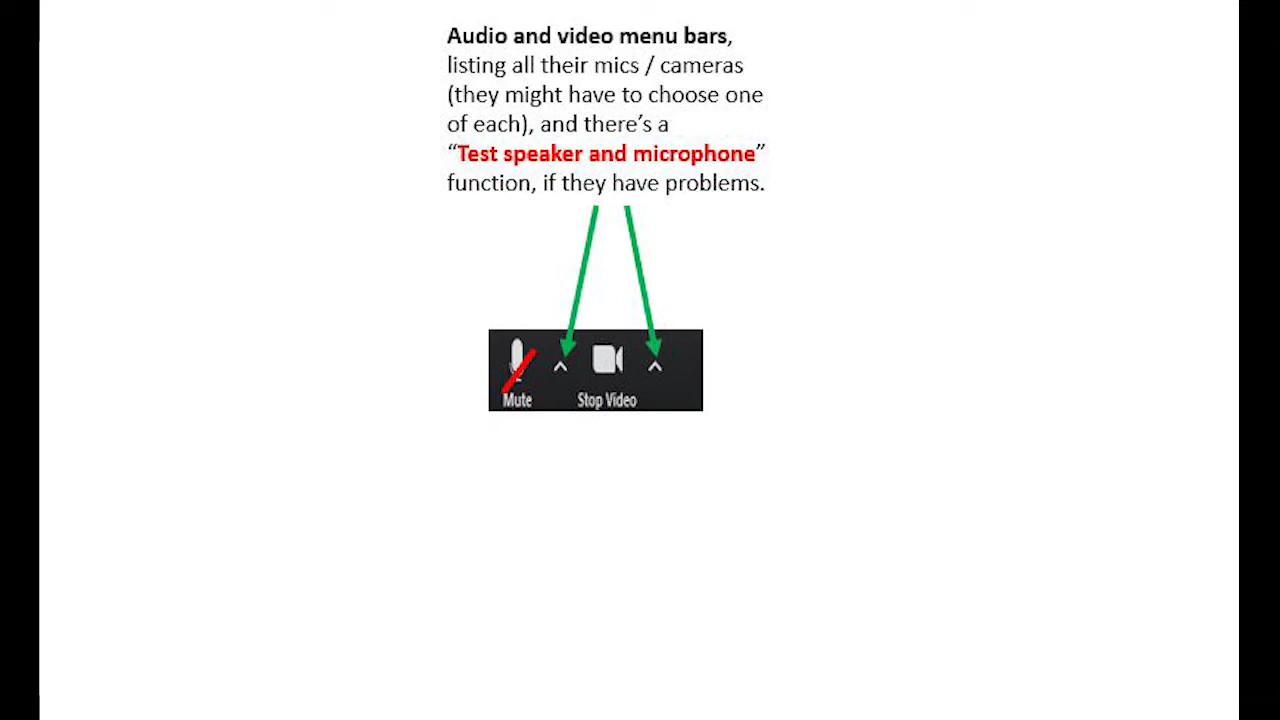 Audio and video menu bars,
listing all their mics / cameras
(they might have to choose one
of each), and there’s a
“Test speaker and microphone”
function, if they have problems.
Mute
Stop Video